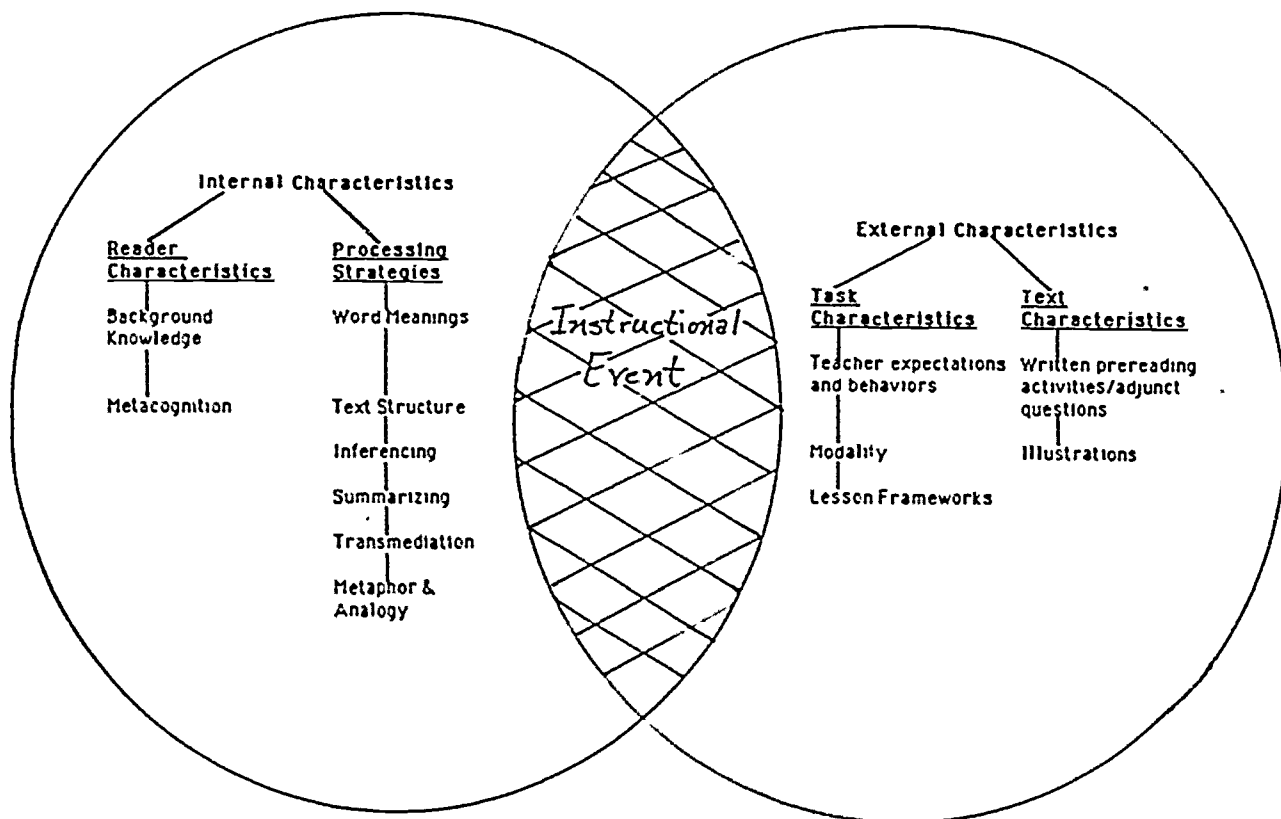 Internal Characteristics
Reader
Characteristics
Background
Knowledge
Metacognition
Processing
Strategies
Word Meanings
Text Structure
Inferencing
Summarizing
Transmediation
Metaphor &
Analogy
Instructional
Event
External Characteristics
Task
Characteristics
Teacher expectations
and behaviors
Modality
Lesson Frameworks
Text
Characteristics
Written prereading
activities/adjunct
questions
Illustrations